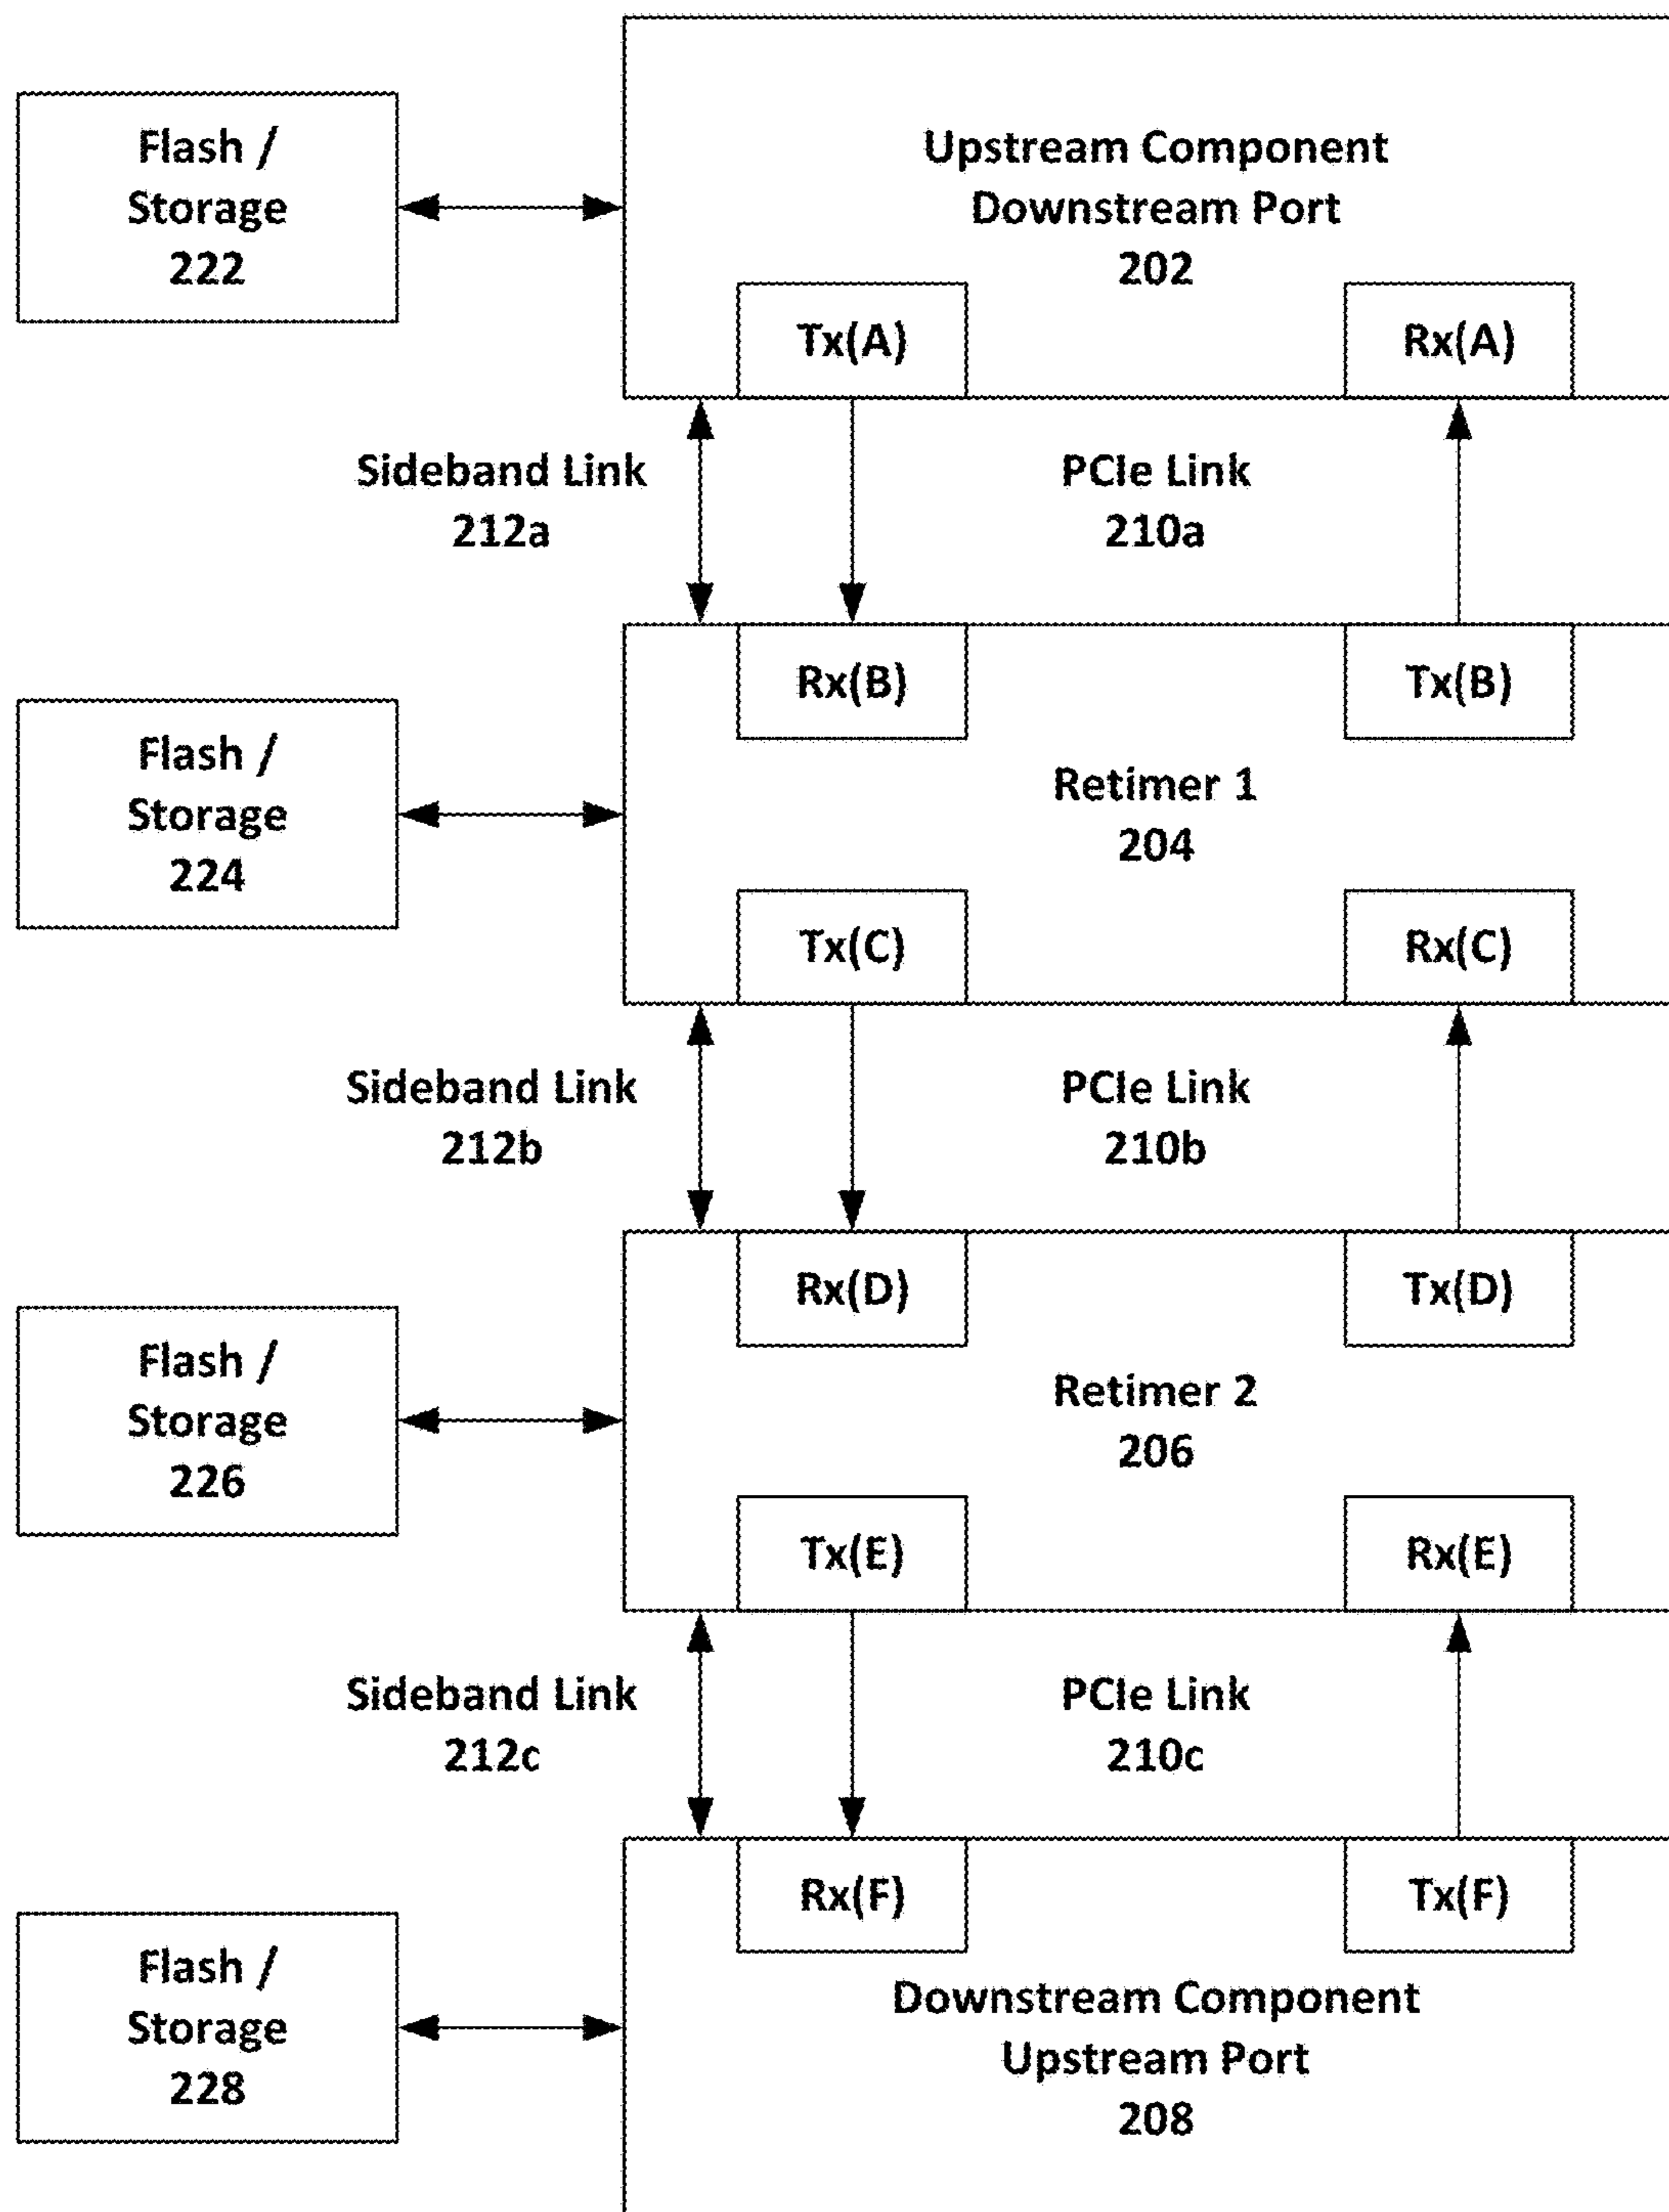 Flash /
Storage
222
Upstream Component
Downstream Port
202
Tx(A)
Rx(A)
Sideband Link
212a
PCIe Link
210a
Rx(B)
Tx(B)
Flash /
Storage
224
Retimer 1
204
Tx(C)
Rx(C)
Sideband Link
212b
PCIe Link
210b
Rx(D)
Tx(D)
Flash /
Storage
226
Retimer 2
206
Tx(E)
Rx(E)
Sideband Link
212c
PCIe Link
210c
Rx(F)
Tx(F)
Flash /
Storage
228
Downstream Component
Upstream Port
208